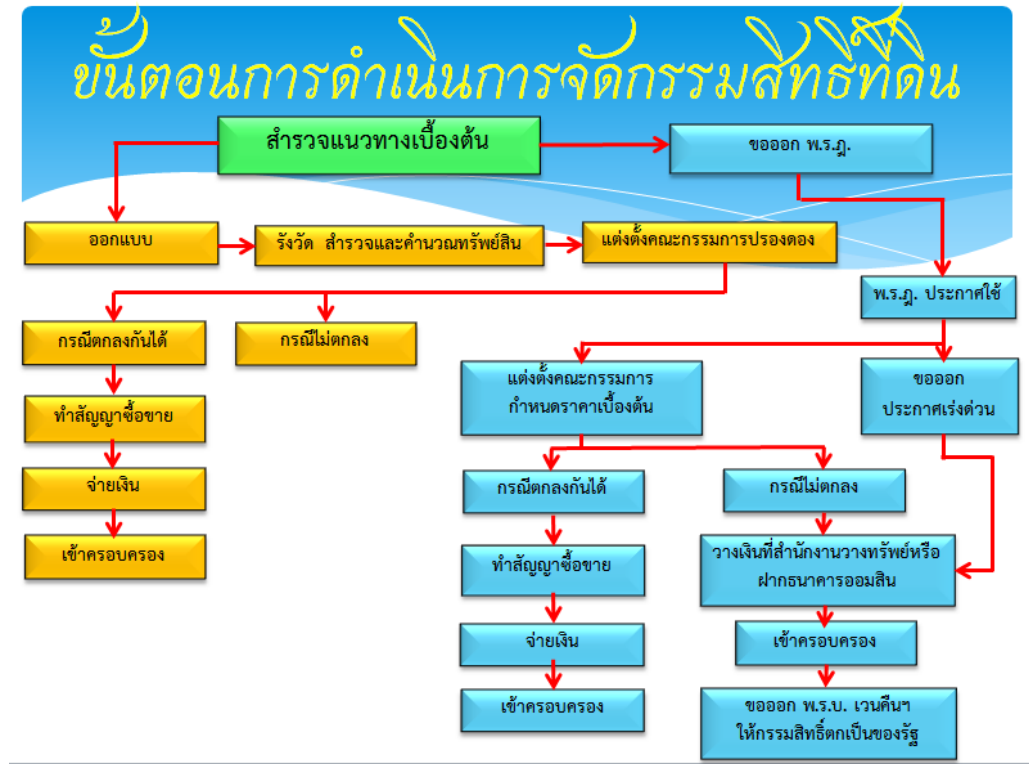 ขั้นตอนการดำเนินการจัดกรรมสิทธิ์ที่ดิน
สำรวจแนวทางเบื้องต้น
ขอออก พ.ร.ฎ.
ออกแบบ
รังวัด สำรวจและคำนวณทรัพย์สิน
แต่งตั้งคณะกรรมการปรองดอง
พ.ร.ฎ. ประกาศใช้
กรณีตกลงกันได้
กรณีไม่ตกลง
แต่งตั้งคณะกรรมการ
กำหนดราคาเบื้องต้น
ขอออก
ประกาศเร่งด่วน
ทำสัญญาซื้อขาย
จ่ายเงิน
เข้าครอบครอง
กรณีตกลงกันได้
กรณีไม่ตกลง
ทำสัญญาซื้อขาย
วางเงินที่สำนักงานวางทรัพย์หรือ
ฝากธนาคารออมสิน
จ่ายเงิน
เข้าครอบครอง
เข้าครอบครอง
ขอออก พ.ร.บ. เวนคืนฯ
ให้กรรมสิทธิ์ตกเป็นของรัฐ